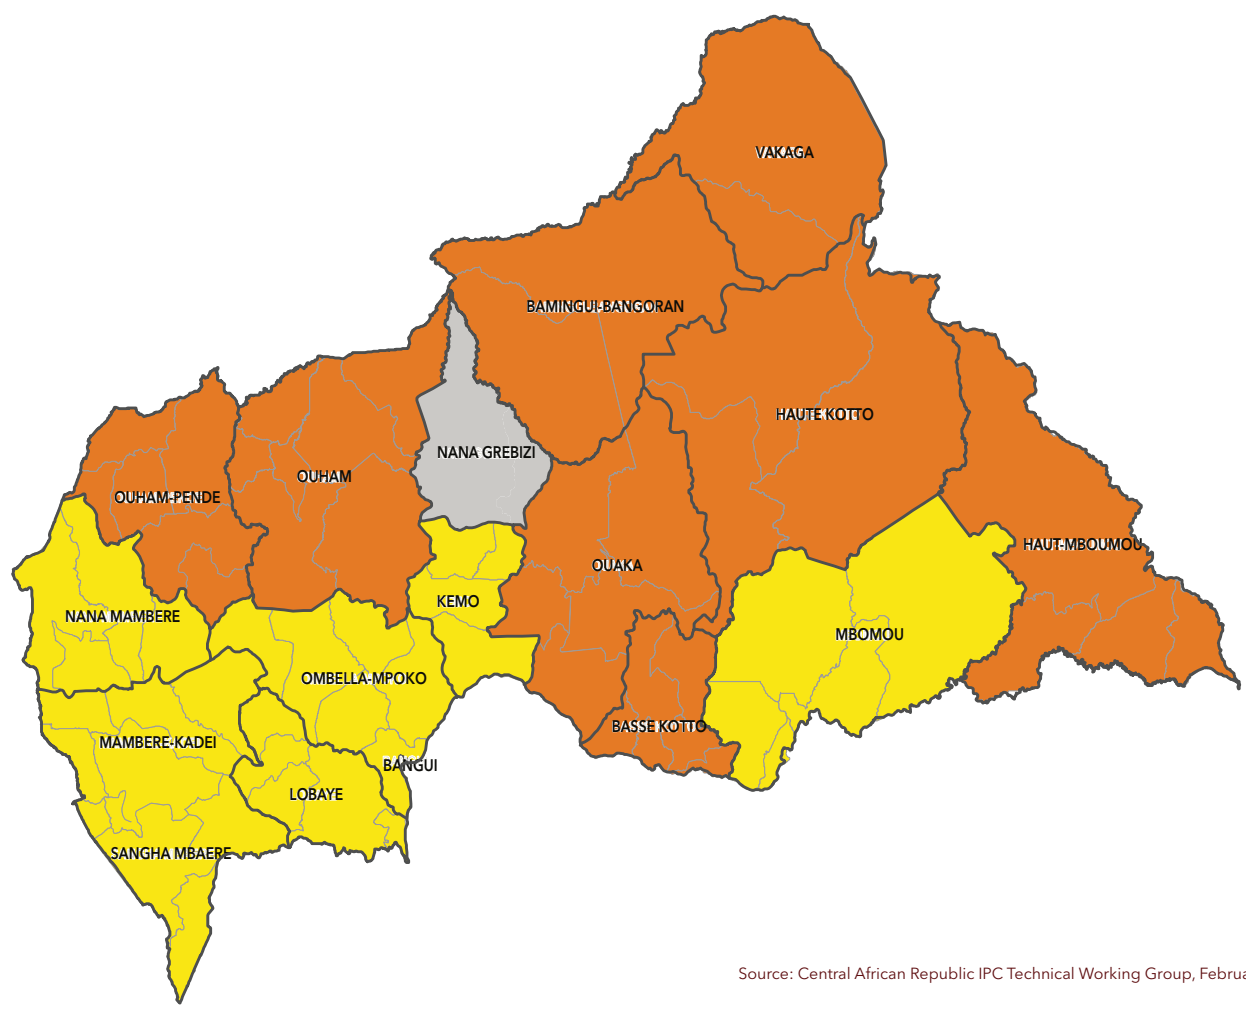 VAKAGA
BAMINGUI-BANGORAN
HAUTE KOTTO
NANA GREBIZI
OUHAM
OUHAM-PENDE
HAUT-MBOUMOU
OUAKA
KEMO
NANA MAMBERE
MBOMOU
OMBELLA-MPOKO
BASSE KOTTO
MAMBERE-KADEI
BANGUI
LOBAYE
SANGHA MBAERE
Source: Central African Republic IPC Technical Working Group, Februa